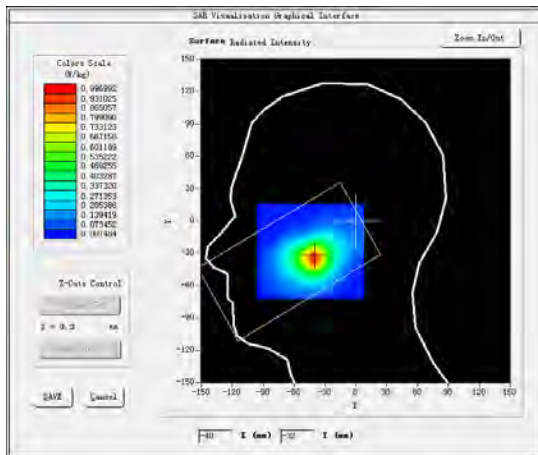 SAR Visualisation Graphical Interface
Surface Radiated Intensity
Zoom In/Out
Colors Scale
(W/kg)
0.996992
0.931025
0.865057
0.799090
0.733123
0.667156
0.601189
0.535222
0.469255
0.403287
0.337320
0.271353
0.205386
0.139419
0.073452
0.007484
150
120
90
60
30
0
-30
-60
-90
-120
-150
Y
-150 -120 -90 -60 -30 0 30 60 90 120 150
X
Z-Cuts Control
SAVE
Cancel
-40 X (mm) -32 Y (mm)